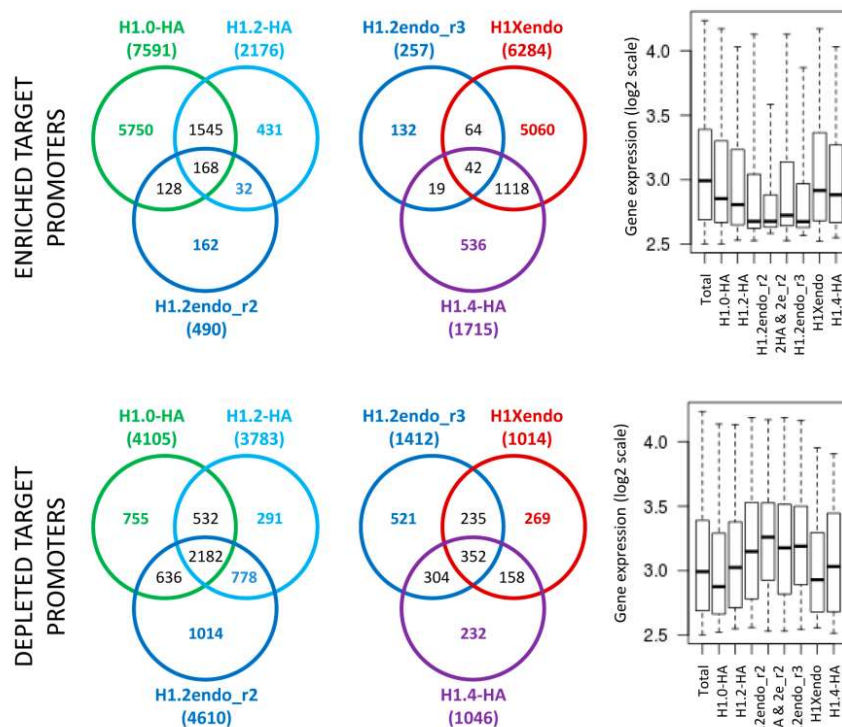 ENRICHED TARGET
PROMOTERS
H1.0-HA
(7591)
H1.2-HA
(2176)
5750
1545
431
168
128
32
162
H1.2endo_r2
(490)
H1.2endo_r3
(257)
H1Xendo
(6284)
132
64
5060
42
19
1118
536
H1.4-HA
(1715)
Gene expression (log2 scale)
4.0
3.5
3.0
2.5
Total
H1.0-HA
H1.2-HA
H1.2endo_r2
2HA & 2e_r2
H1.2endo_r3
H1Xendo
H1.4-HA
DEPLETED TARGET
PROMOTERS
H1.0-HA
(4105)
H1.2-HA
(3783)
755
532
291
2182
636
778
1014
H1.2endo_r2
(4610)
H1.2endo_r3
(1412)
H1Xendo
(1014)
521
235
269
352
304
158
232
H1.4-HA
(1046)
Gene expression (log2 scale)
4.0
3.5
3.0
2.5
Total
H1.0-HA
H1.2-HA
2endo_r2
A & 2e_r2
2endo_r3
H1Xendo
H1.4-HA